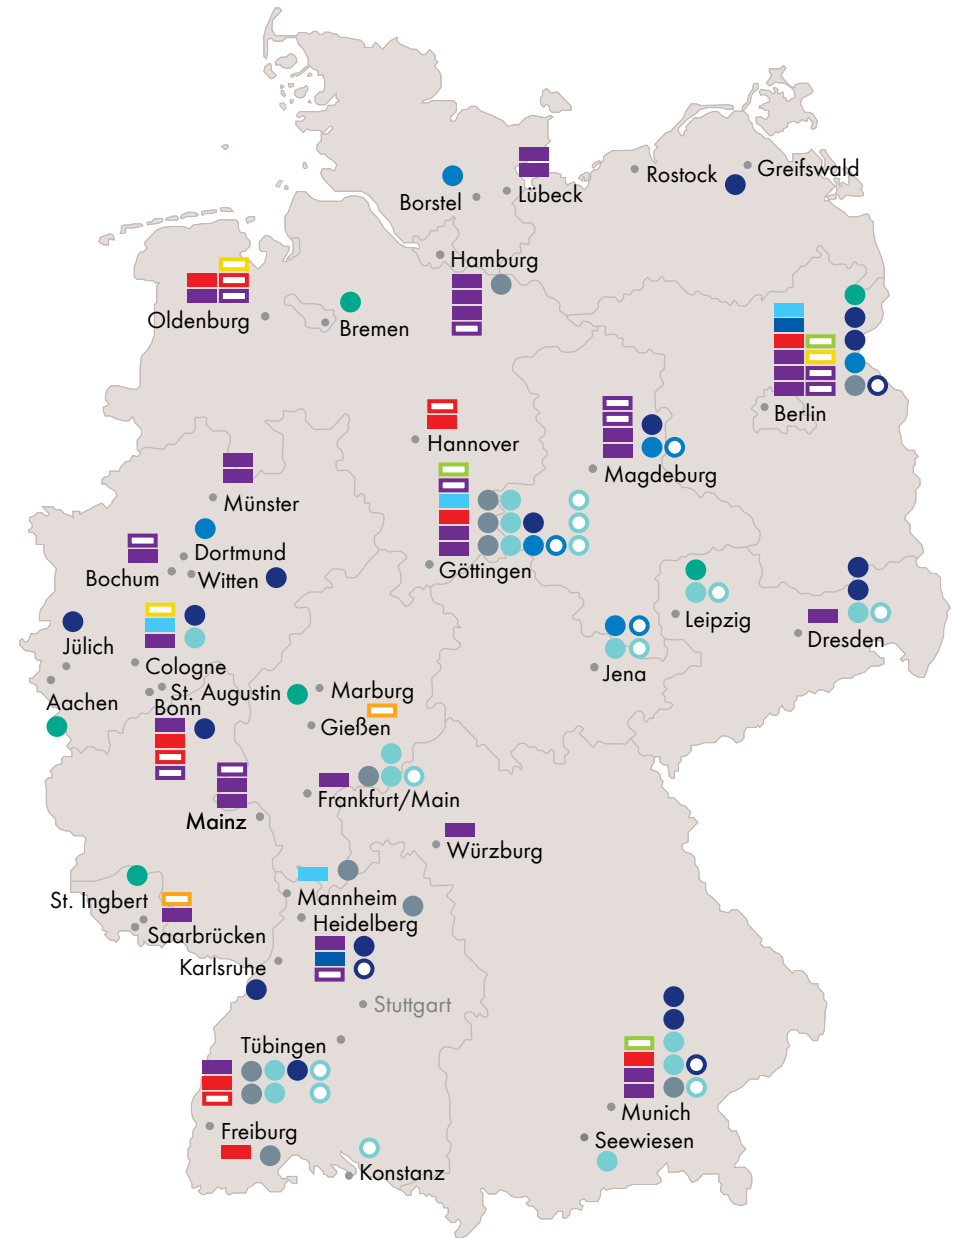 Rostock
Greifswald
Borstel
Lübeck
Hamburg
Oldenburg
Bremen
Berlin
Hannover
Magdeburg
Münster
Dortmund
Bochum
Witten
Göttingen
Leipzig
Dresden
Jülich
Cologne
Jena
St. Augustin
Marburg
Aachen
Bonn
Gießen
Frankfurt/Main
Mainz
Würzburg
Mannheim
St. Ingbert
Heidelberg
Saarbrücken
Karlsruhe
Stuttgart
Tübingen
Munich
Freiburg
Seewiesen
Konstanz